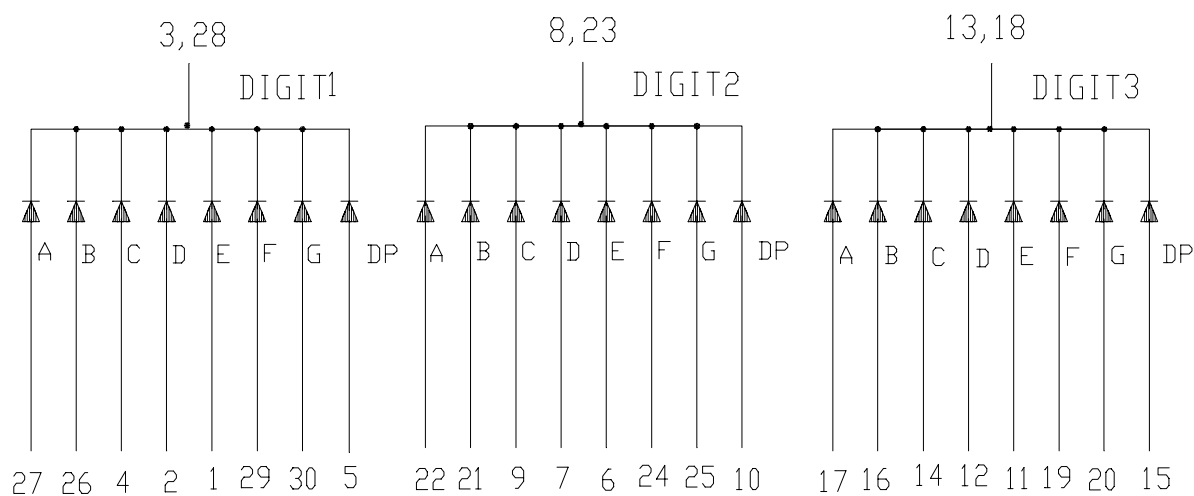 3,28 8,23 13,18
DIGIT1 DIGIT2 DIGIT3
A B C D E F G DP A B C D E F G DP A B C D E F G DP
27 26 4 2 1 29 30 5 22 21 9 7 6 24 25 10 17 16 14 12 11 19 20 15